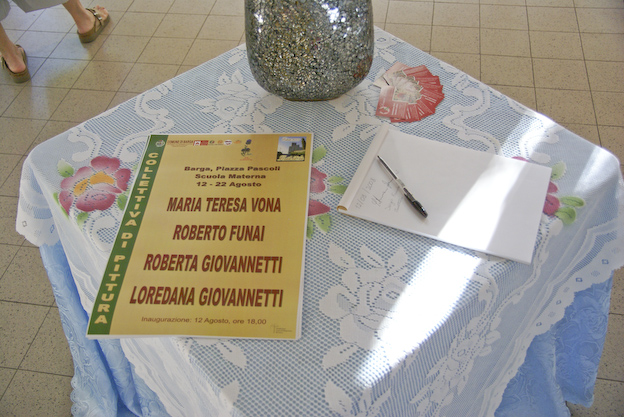 COLLETTIVA DI PITTURA
Barga, Piazza Pascoli
Scuola Materna
12 - 22 Agosto
MARIA TERESA VONA
ROBERTO FUNAI
ROBERTA GIOVANNETTI
LOREDANA GIOVANNETTI
Inaugurazione: 12 Agosto, ore 18,00